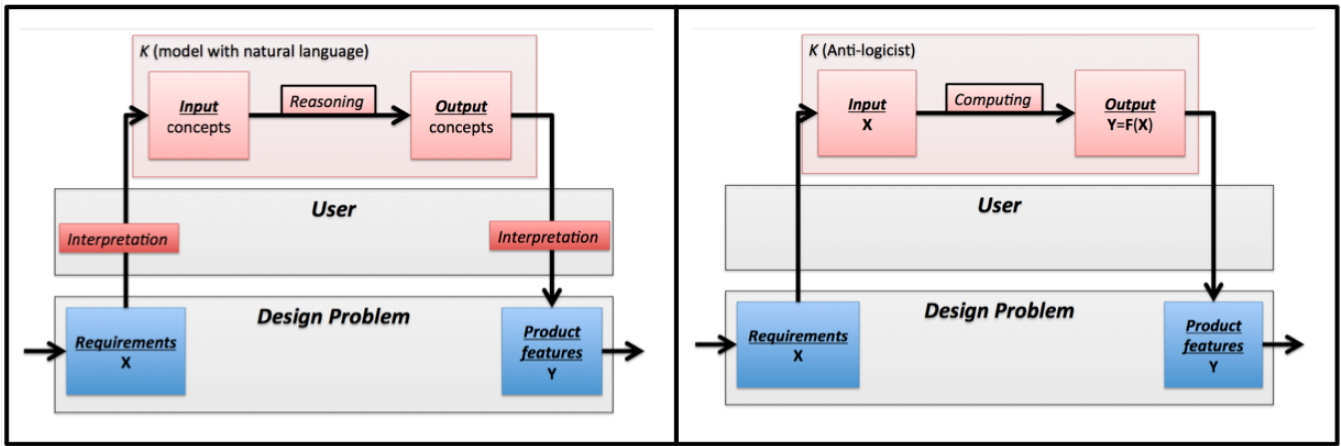 K (model with natural language)
Input
concepts
Reasoning
Output
concepts
User
Interpretation
Interpretation
Design Problem
Requirements
X
Product
features
Y
K (Anti-logicist)
Input
X
Computing
Output
Y=F(X)
User
Design Problem
Requirements
X
Product
features
Y